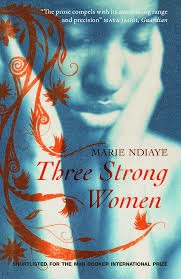 "The prose compels with its astonishing range
and precision" MAYA JAGGI, Guardian
MARIE NDIAYE
Three Strong
Women
SHORTLISTED FOR THE MAN BOOKER INTERNATIONAL PRIZE